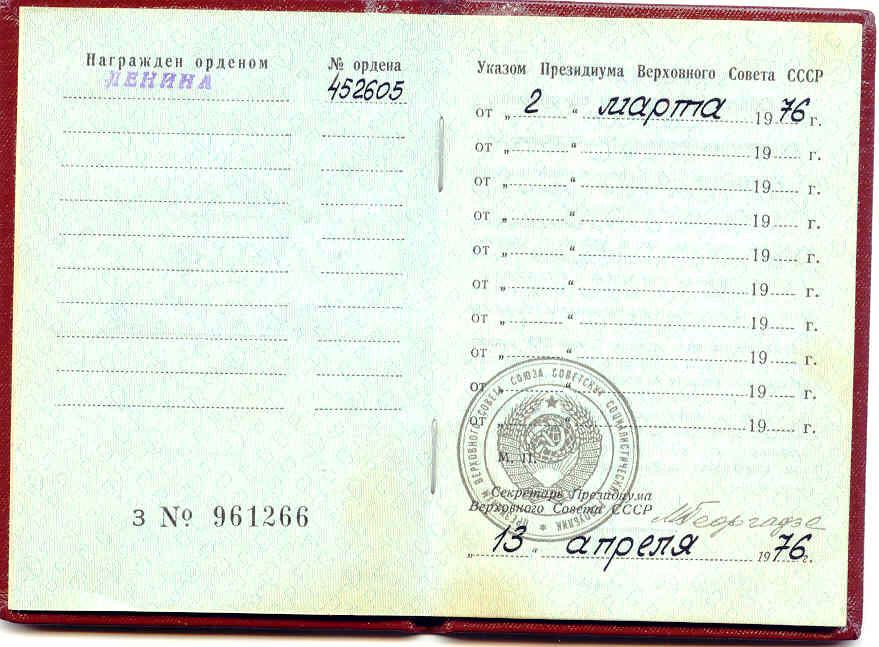 Награжден орденом
ЛЕНИНА
№ ордена
452605
З № 961266
Указом Президиума Верховного Совета СССР
от „ 2 “ марта 1976 г.
от „ “ 19 г.
от „ “ 19 г.
от „ “ 19 г.
от „ “ 19 г.
от „ “ 19 г.
от „ “ 19 г.
от „ “ 19 г.
от „ “ 19 г.
от „ “ 19 г.
ПРЕЗИДИУМ ВЕРХОВНОГО СОВЕТА СОЮЗА СОВЕТСКИХ СОЦИАЛИСТИЧЕСКИХ РЕСПУБЛИК
М. П.
Секретарь Президиума
Верховного Совета СССР
МГеоргадзе
„ 13 “ апреля 1976 г.